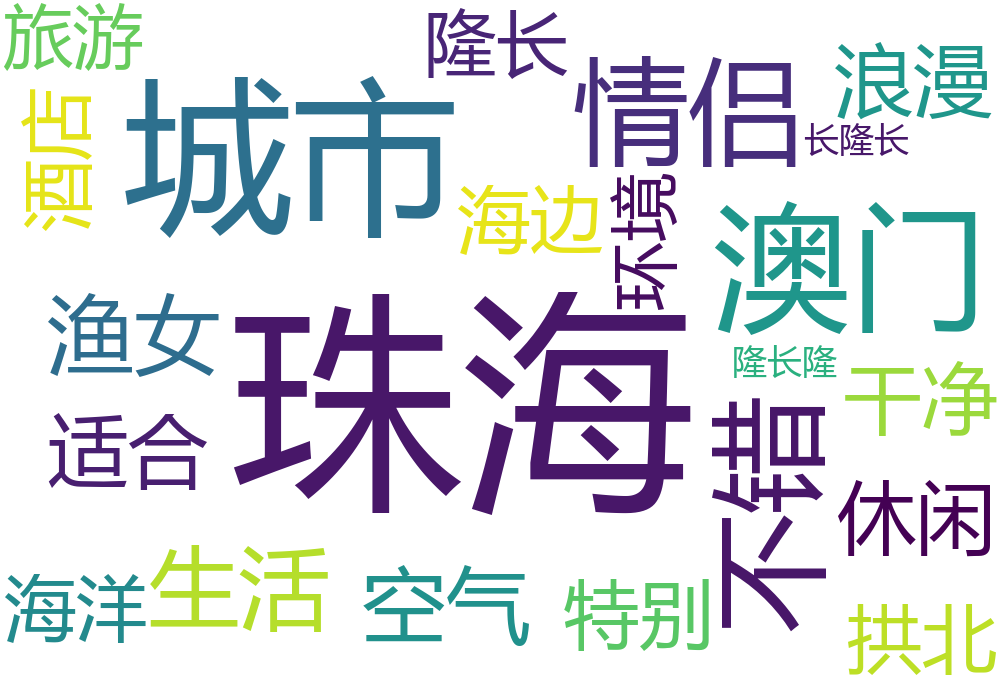 旅游
隆长
城市
情侣
浪漫
长隆长
酒店
海边
环境
澳门
渔女
珠海
隆长隆
干净
不错
适合
休闲
海洋
生活
空气
特别
拱北